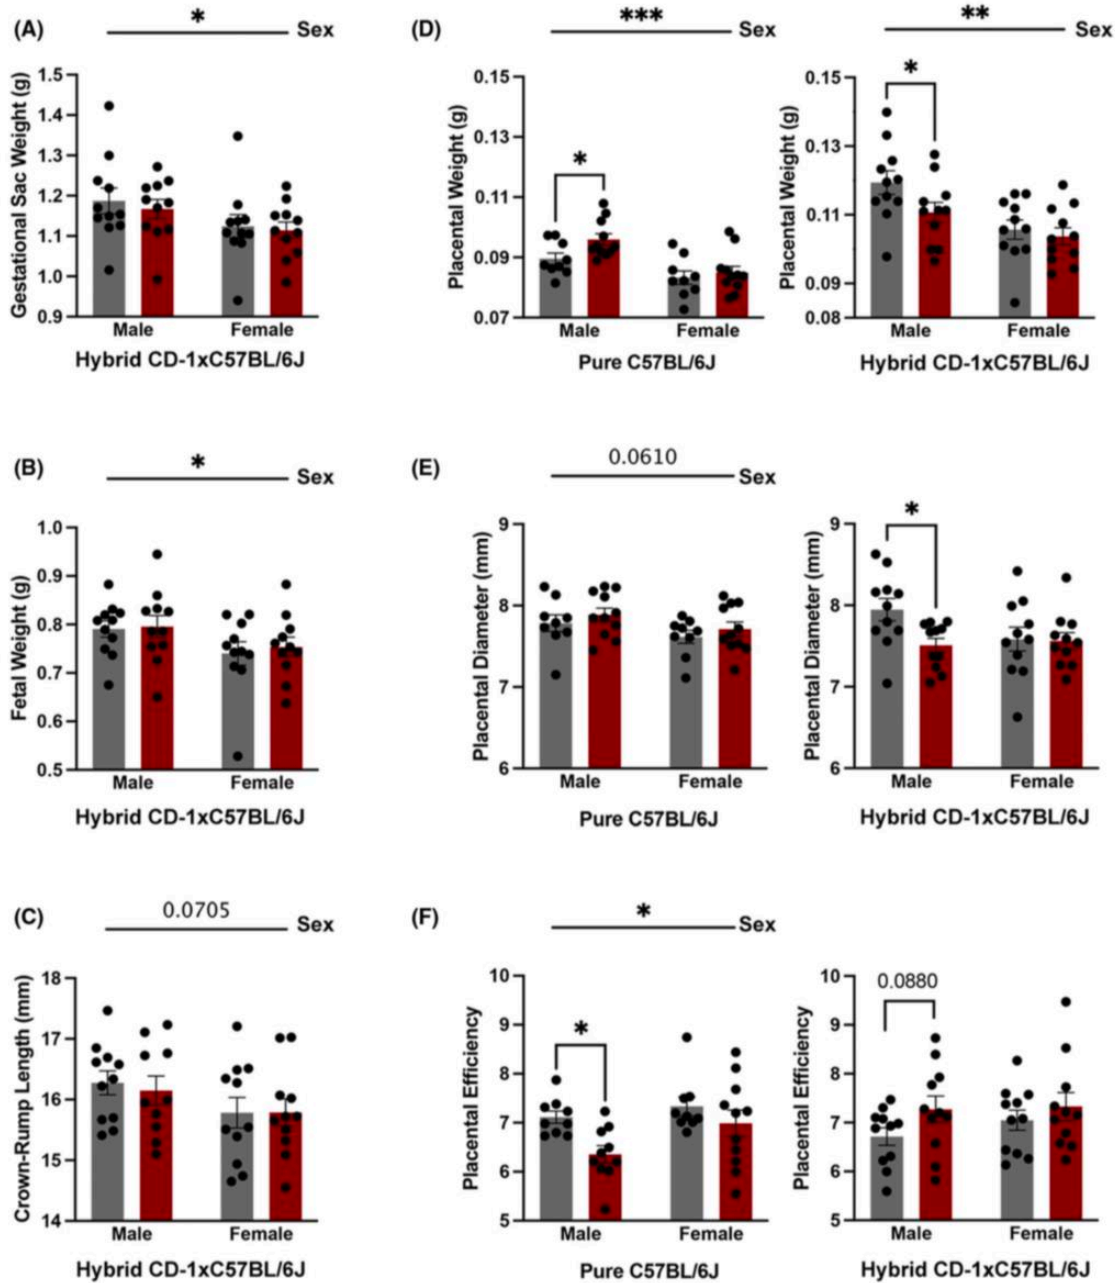 (A)
*
Sex
Gestational Sac Weight (g)
1.5
1.4
1.3
1.2
1.1
1.0
0.9
Male Female
Hybrid CD-1xC57BL/6J
(D)
***
Sex
Placental Weight (g)
0.15
0.13
0.11
0.09
0.07
*
Male Female
Pure C57BL/6J
**
Sex
Placental Weight (g)
0.15
0.13
0.11
0.09
0.08
*
Male Female
Hybrid CD-1xC57BL/6J
(B)
*
Sex
Fetal Weight (g)
1.0
0.9
0.8
0.7
0.6
0.5
Male Female
Hybrid CD-1xC57BL/6J
(E)
0.0610
Sex
Placental Diameter (mm)
9
8
7
6
Male Female
Pure C57BL/6J
Placental Diameter (mm)
9
8
7
6
*
Male Female
Hybrid CD-1xC57BL/6J
(C)
0.0705
Sex
Crown-Rump Length (mm)
18
17
16
15
14
Male Female
Hybrid CD-1xC57BL/6J
(F)
*
Sex
Placental Efficiency
10
9
8
7
6
5
*
Male Female
Pure C57BL/6J
Placental Efficiency
10
9
8
7
6
5
0.0880
Male Female
Hybrid CD-1xC57BL/6J